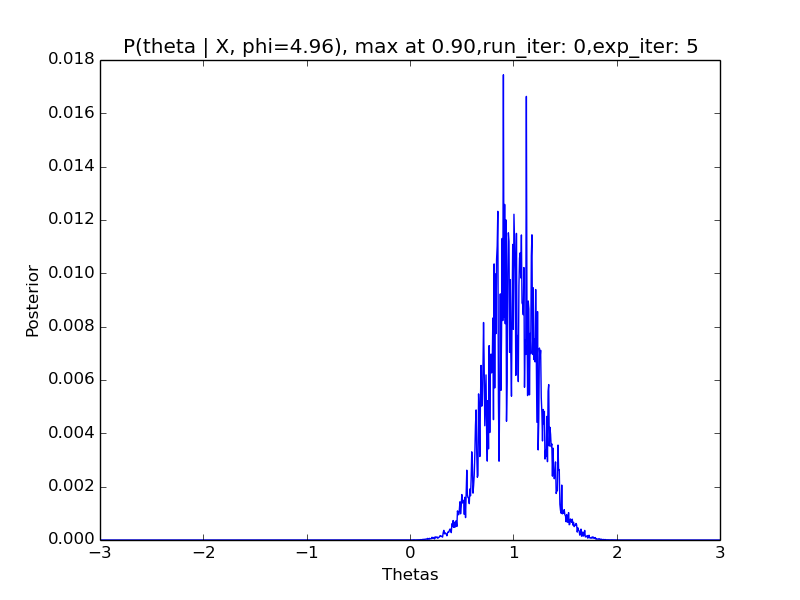 P(theta | X, phi=4.96), max at 0.90,run_iter: 0,exp_iter: 5
0.018
0.016
0.014
0.012
0.010
0.008
0.006
0.004
0.002
0.000
Posterior
−3 −2 −1 0 1 2 3
Thetas